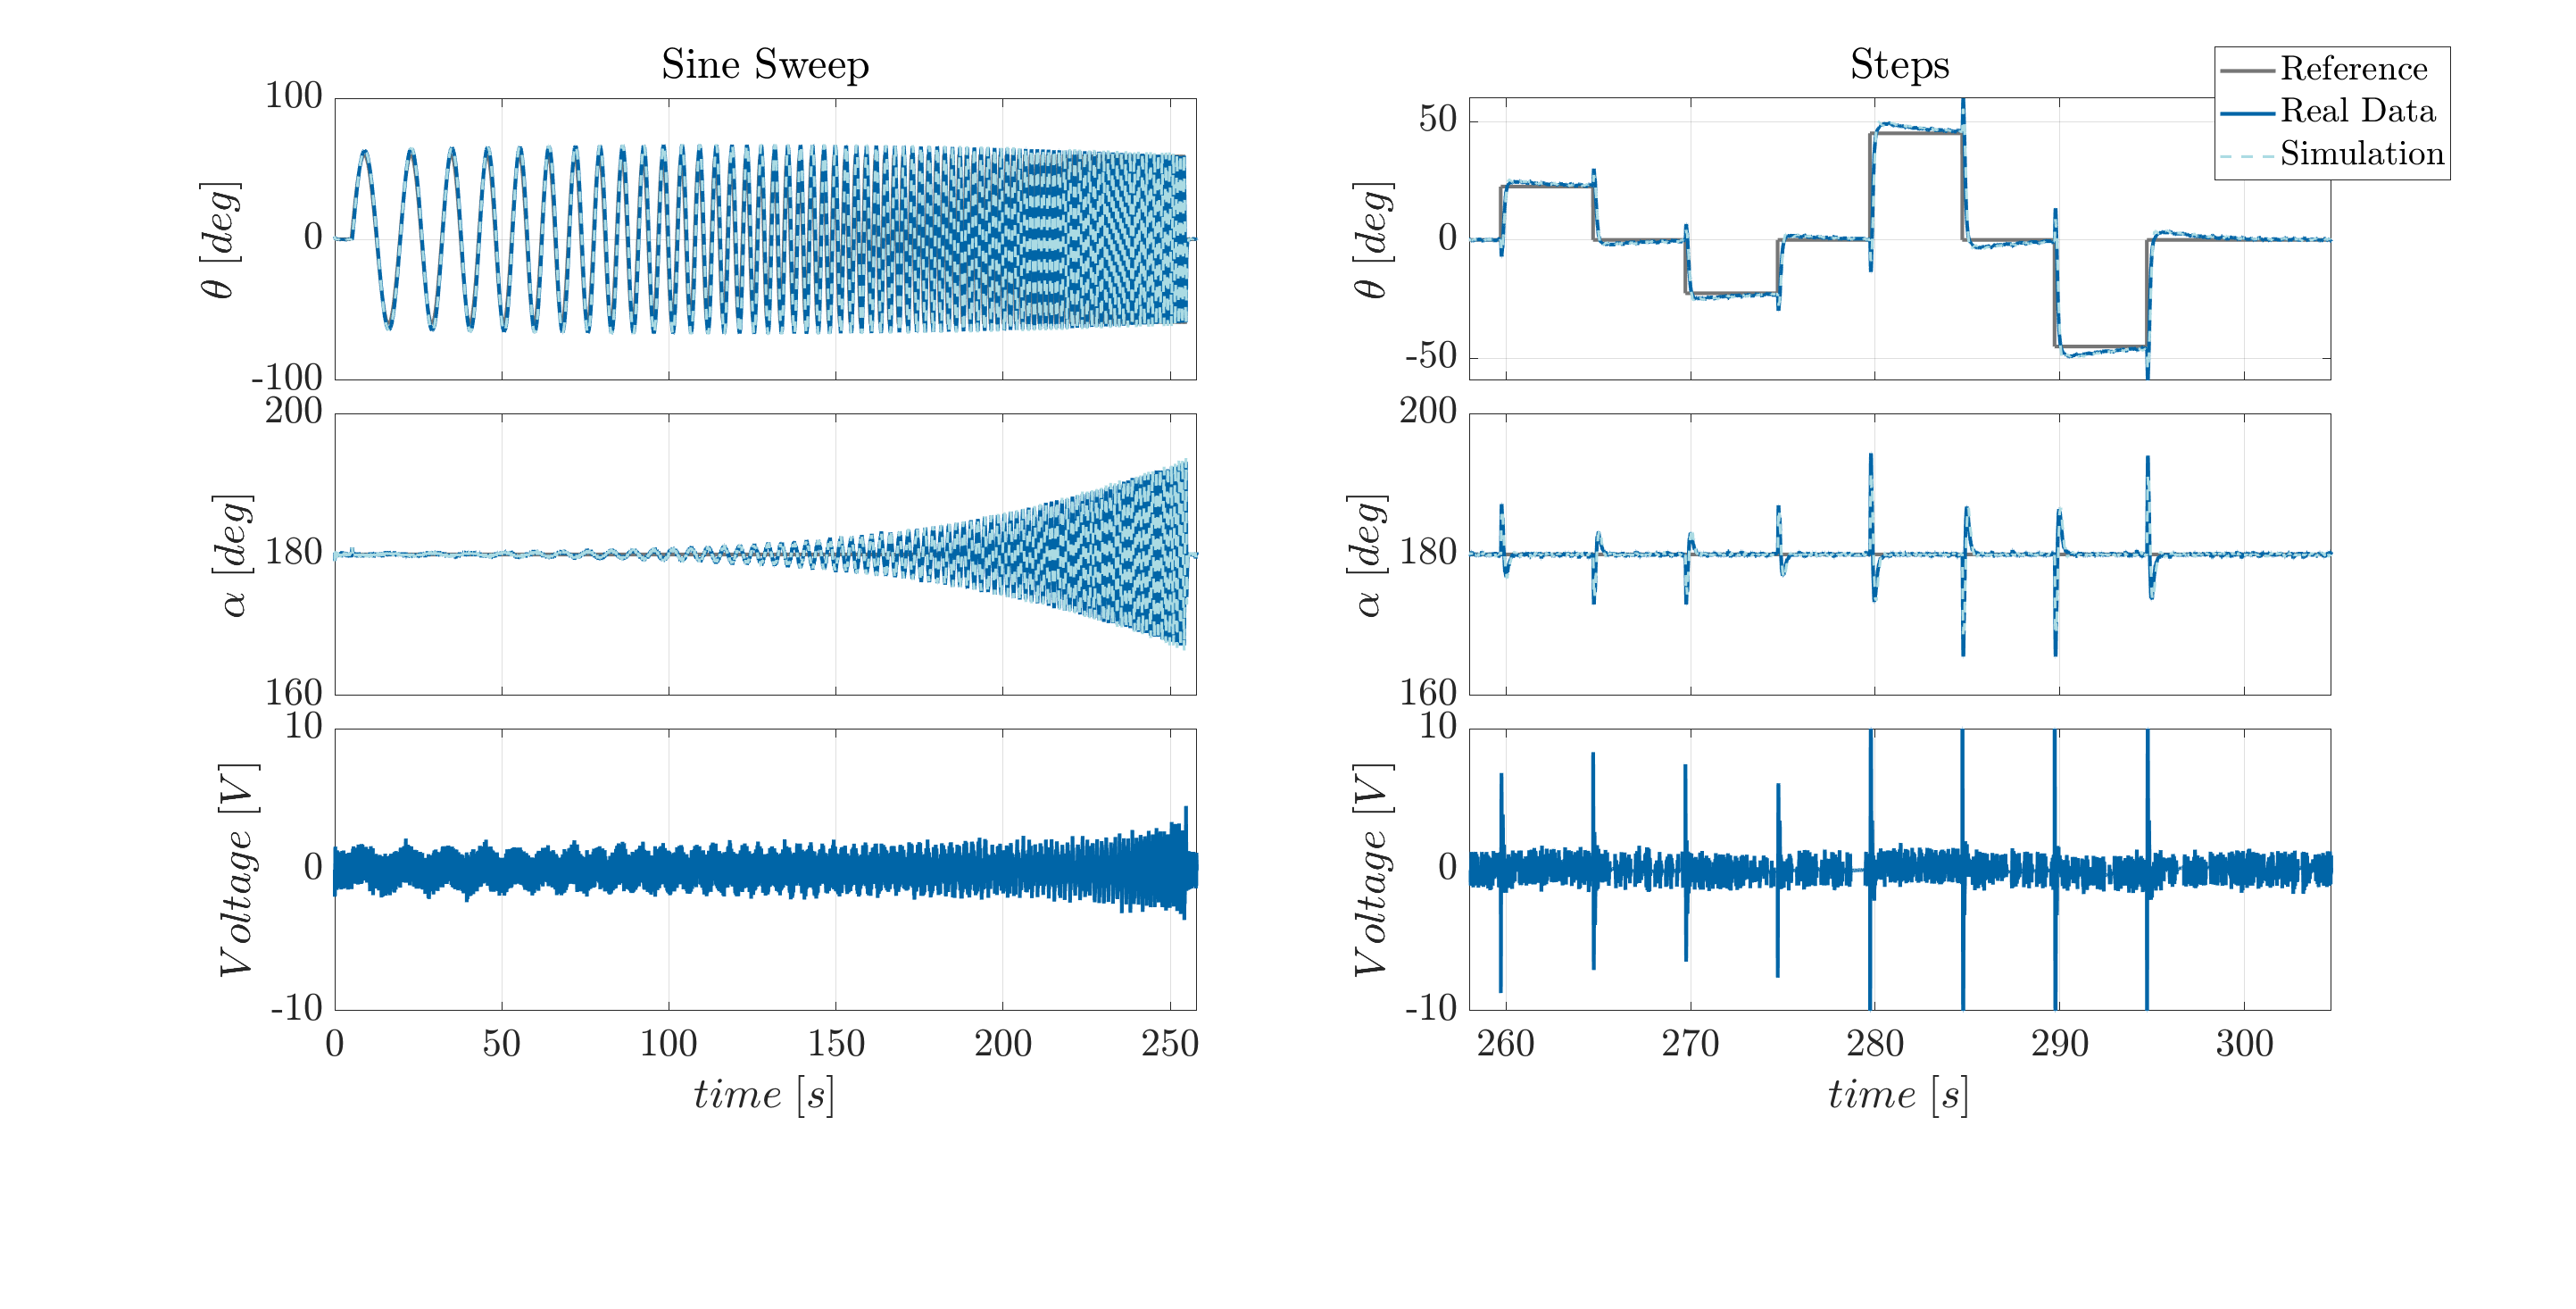 Sine Sweep
100
0
-100
θ [deg]
200
180
160
α [deg]
10
0
-10
Voltage [V]
0 50 100 150 200 250
time [s]
Steps
Reference
Real Data
Simulation
50
0
-50
θ [deg]
200
180
160
α [deg]
10
0
-10
Voltage [V]
260 270 280 290 300
time [s]